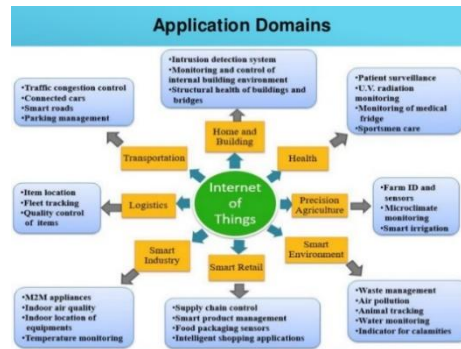 Application Domains
•Intrusion detection system
•Monitoring and control of
internal building environment
•Structural health of buildings and
bridges
•Traffic congestion control
•Connected cars
•Smart roads
•Parking management
•Patient surveillance
•U.V. radiation
monitoring
•Monitoring of medical
fridge
•Sportsmen care
Home and
Building
Transportation
Health
Internet
of
Things
•Item location
•Fleet tracking
•Quality control
of items
Logistics
Precision
Agriculture
•Farm ID and
sensors
•Microclimate
monitoring
•Smart irrigation
Smart
Industry
Smart Retail
Smart
Environment
•M2M appliances
•Indoor air quality
•Indoor location of
equipments
•Temperature monitoring
•Supply chain control
•Smart product management
•Food packaging sensors
•Intelligent shopping applications
•Waste management
•Air pollution
•Animal tracking
•Water monitoring
•Indicator for calamities